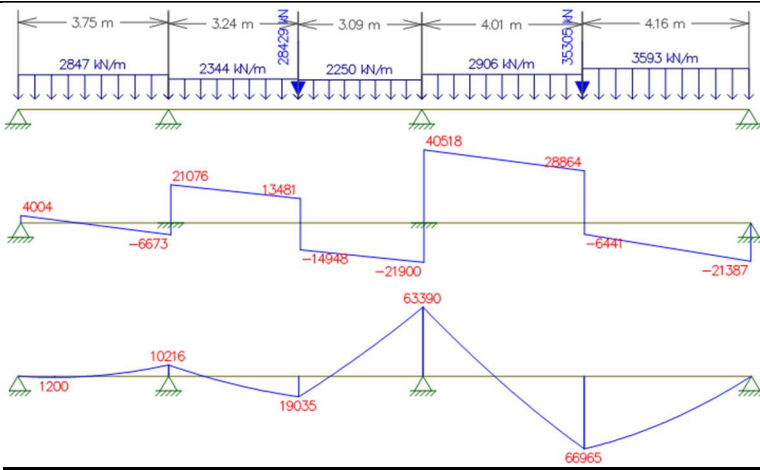 3.75 m 3.24 m 3.09 m 4.01 m 4.16 m
28429 kN 35305 kN
2847 kN/m 2344 kN/m 2250 kN/m 2906 kN/m 3593 kN/m
4004 21076 13481 40518 28864
-6673 -14948 -21900 -6441 -21387
10216 63390
1200 19035 66965